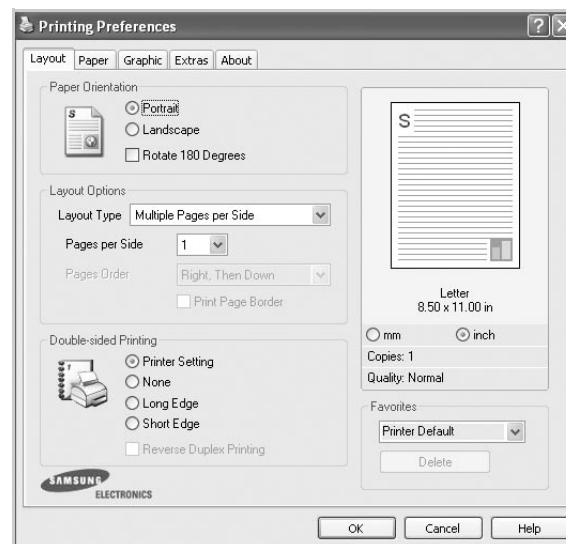 Printing Preferences
Layout Paper Graphic Extras About
Paper Orientation
S
Portrait
Landscape
Rotate 180 Degrees
Layout Options
Layout Type Multiple Pages per Side
Pages per Side 1
Pages Order Right, Then Down
Print Page Border
Double-sided Printing
Printer Setting
None
Long Edge
Short Edge
Reverse Duplex Printing
SAMSUNG
ELECTRONICS
S
Letter
8.50 x 11.00 in
mm inch
Copies: 1
Quality: Normal
Favorites
Printer Default
Delete
OK Cancel Help